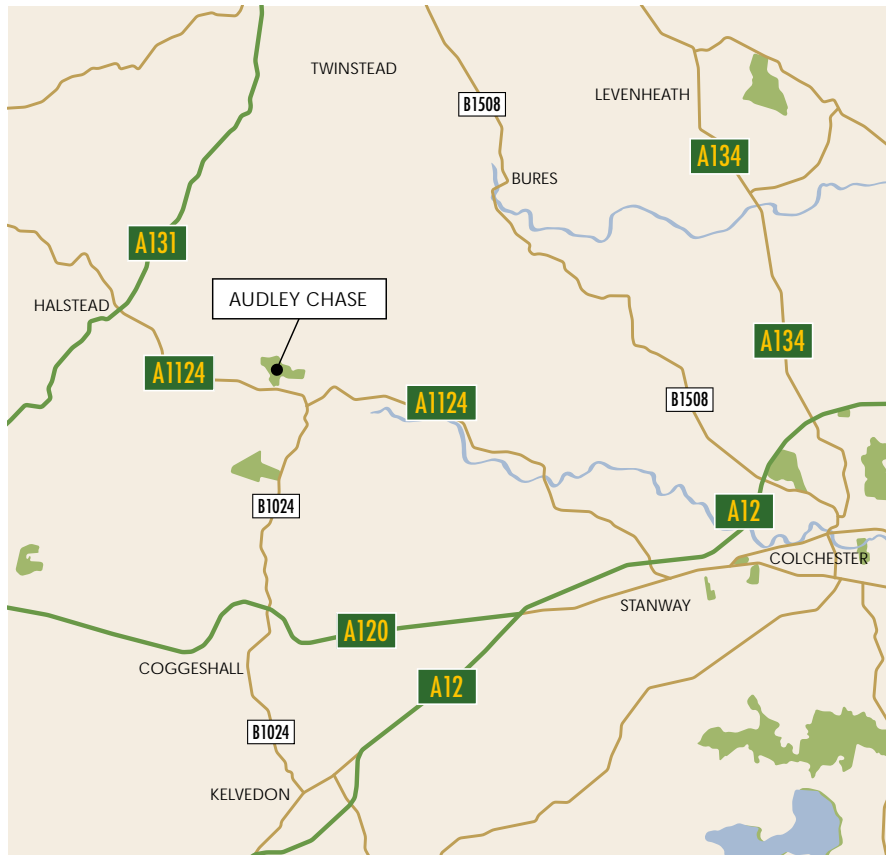 TWINSTEAD
LEVENHEATH
B1508
A134
BURES
A131
AUDLEY CHASE
HALSTEAD
A134
A1124
A1124
B1508
B1024
A12
COLCHESTER
STANWAY
A120
COGGESHALL
A12
B1024
KELVEDON